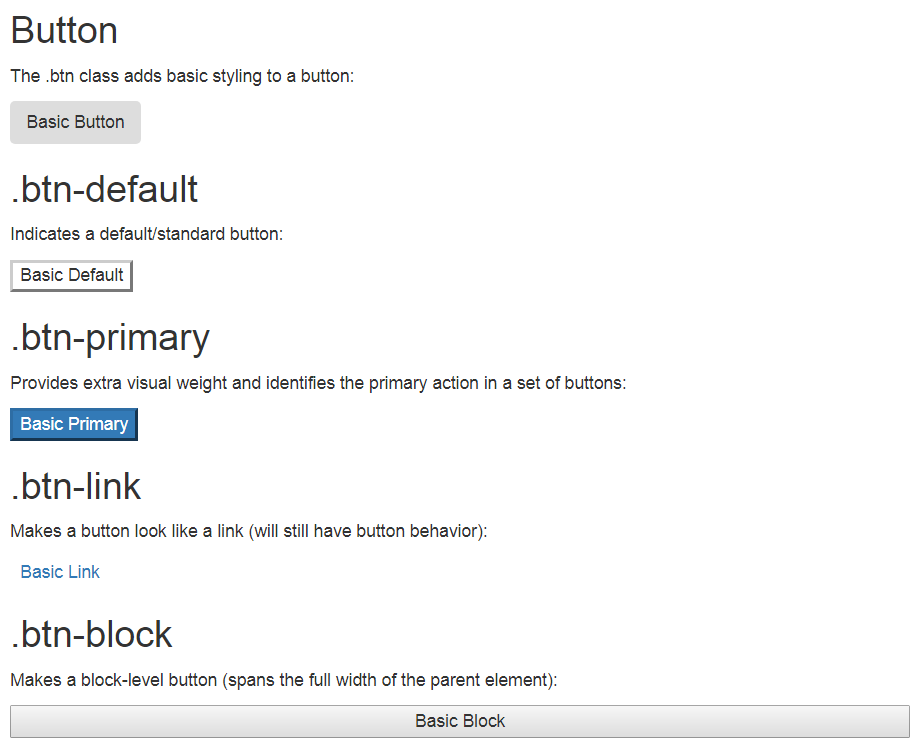 Button
The .btn class adds basic styling to a button:
Basic Button
.btn-default
Indicates a default/standard button:
Basic Default
.btn-primary
Provides extra visual weight and identifies the primary action in a set of buttons:
Basic Primary
.btn-link
Makes a button look like a link (will still have button behavior):
Basic Link
.btn-block
Makes a block-level button (spans the full width of the parent element):
Basic Block